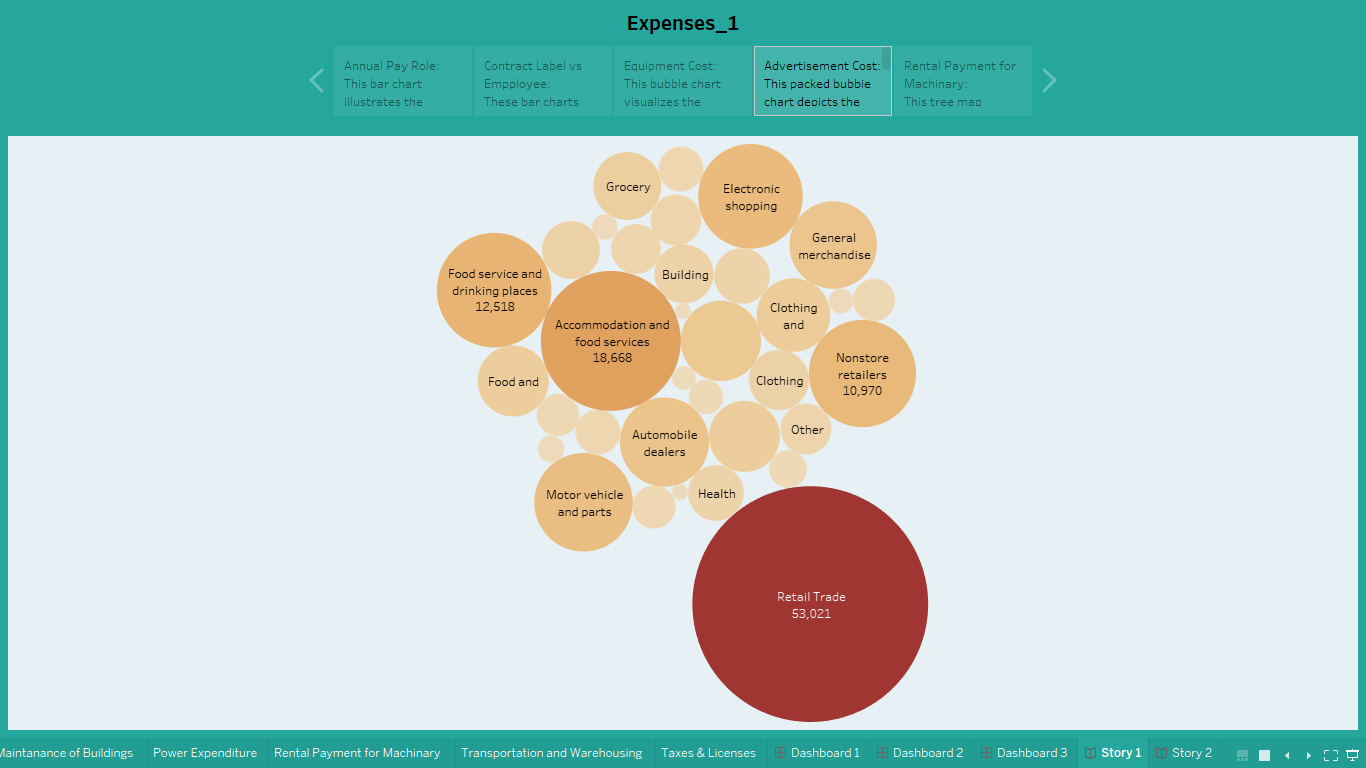 Expenses_1
Annual Pay Role:
This bar chart
illustrates the
Contract Label vs
Empployee:
These bar charts
Equipment Cost:
This bubble chart
visualizes the
Advertisement Cost:
This packed bubble
chart depicts the
Rental Payment for
Machinary:
This tree map
Grocery
Electronic
shopping
General
merchandise
Food service and
drinking places
12,518
Building
Accommodation and
food services
18,668
Clothing
and
Nonstore
retailers
10,970
Food and
Clothing
Automobile
dealers
Other
Motor vehicle
and parts
Health
Retail Trade
53,021
Maintanance of Buildings
Power Expenditure
Rental Payment for Machinary
Transportation and Warehousing
Taxes & Licenses
Dashboard 1
Dashboard 2
Dashboard 3
Story 1
Story 2